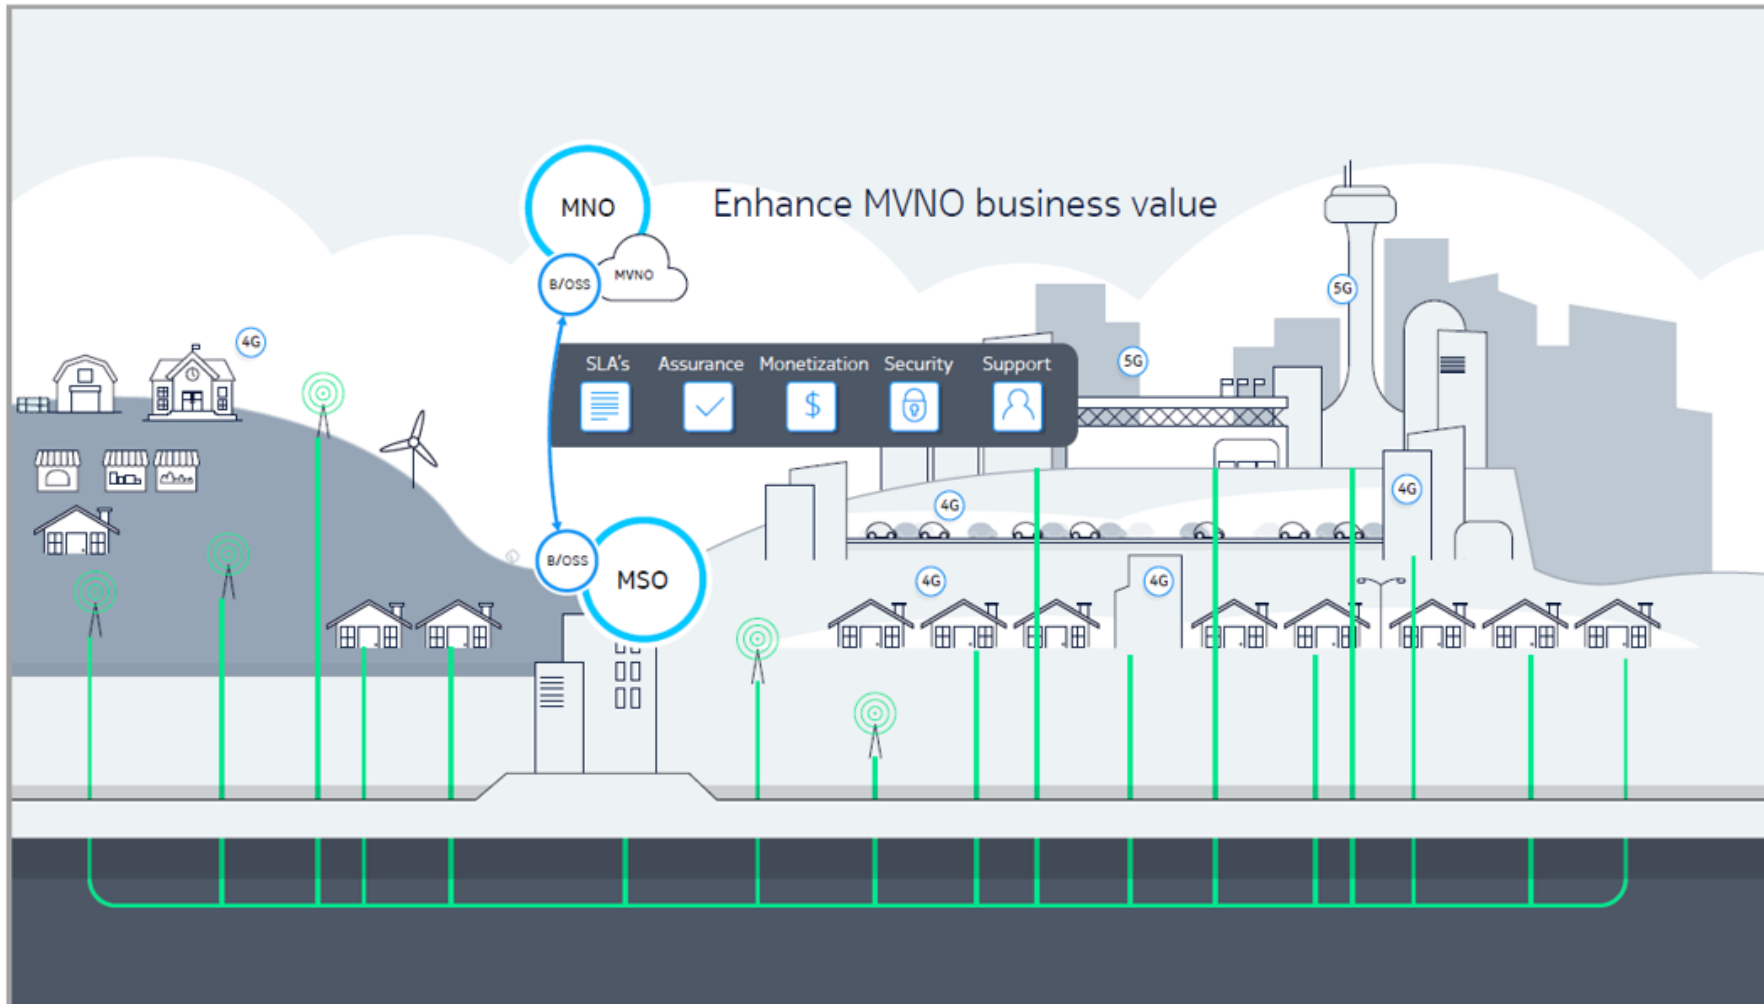 MNO
Enhance MVNO business value
B/OSS
MVNO
5G
4G
SLA's Assurance Monetization Security Support
5G
$
4G
4G
B/OSS
MSO
4G
4G